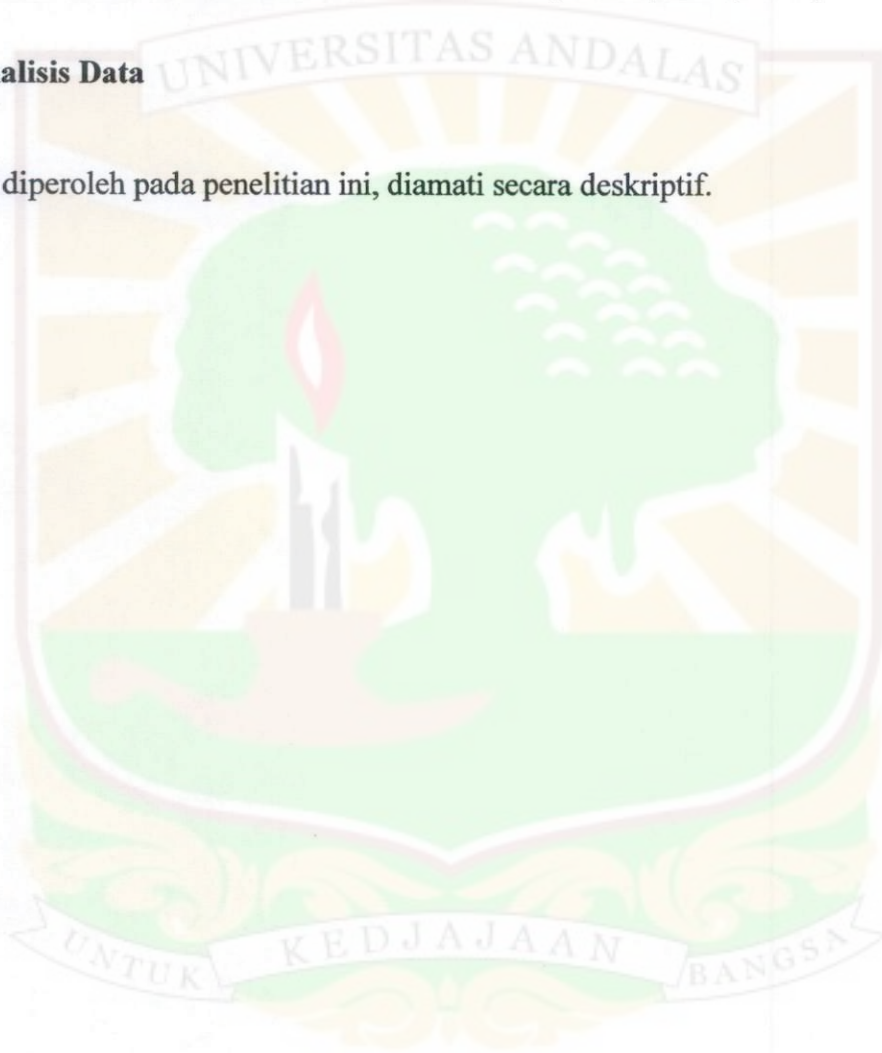 UNIVERSITAS ANDALAS
alisis Data
diperoleh pada penelitian ini, diamati secara deskriptif.
UNTUK KEDJAJAAN BANGSA